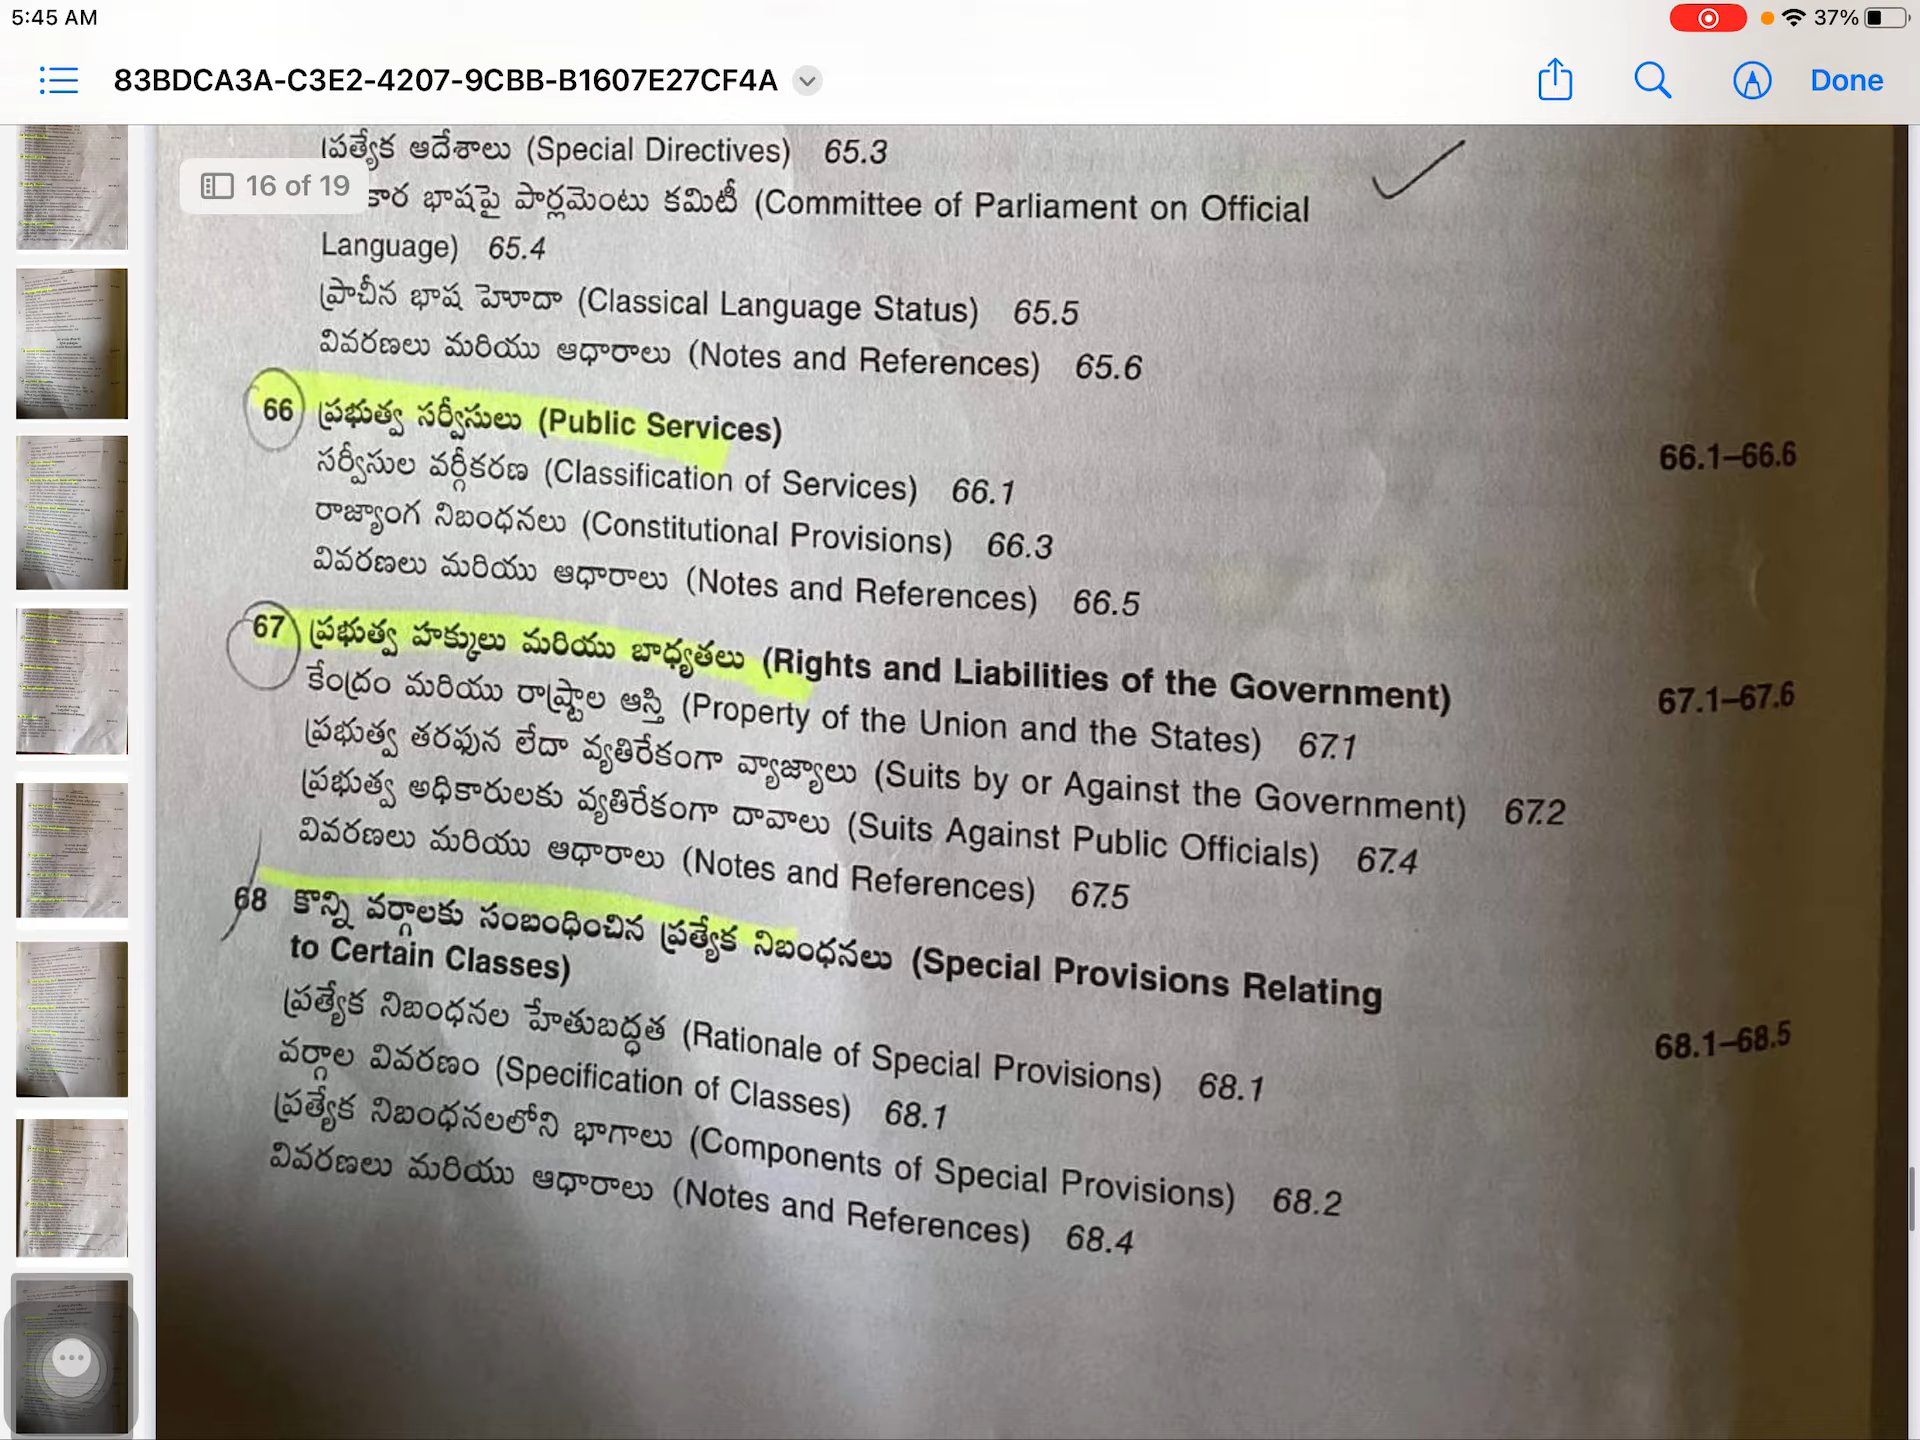 5:45 AM
37%
83BDCA3A-C3E2-4207-9CBB-B1607E27CF4A
Done
ప్రత్యేక ఆదేశాలు (Special Directives) 65.3
16 of 19
కార భాషపై పార్లమెంటు కమిటీ (Committee of Parliament on Official
Language) 65.4
ప్రాచీన భాష హెూదా (Classical Language Status) 65.5
వివరణలు మరియు ఆధారాలు (Notes and References) 65.6
66 ప్రభుత్వ సర్వీసులు (Public Services) 66.1–66.6
సర్వీసుల వర్గీకరణ (Classification of Services) 66.1
రాజ్యాంగ నిబంధనలు (Constitutional Provisions) 66.3
వివరణలు మరియు ఆధారాలు (Notes and References) 66.5
67 ప్రభుత్వ హక్కులు మరియు బాధ్యతలు (Rights and Liabilities of the Government) 67.1–67.6
కేంద్రం మరియు రాష్ట్రాల ఆస్తి (Property of the Union and the States) 67.1
ప్రభుత్వ తరఫున లేదా వ్యతిరేకంగా వ్యాజ్యాలు (Suits by or Against the Government) 67.2
ప్రభుత్వ అధికారులకు వ్యతిరేకంగా దావాలు (Suits Against Public Officials) 67.4
వివరణలు మరియు ఆధారాలు (Notes and References) 67.5
68 కొన్ని వర్గాలకు సంబంధించిన ప్రత్యేక నిబంధనలు (Special Provisions Relating
to Certain Classes) 68.1–68.5
ప్రత్యేక నిబంధనల హేతుబద్ధత (Rationale of Special Provisions) 68.1
వర్గాల వివరణం (Specification of Classes) 68.1
ప్రత్యేక నిబంధనలలోని భాగాలు (Components of Special Provisions) 68.2
వివరణలు మరియు ఆధారాలు (Notes and References) 68.4